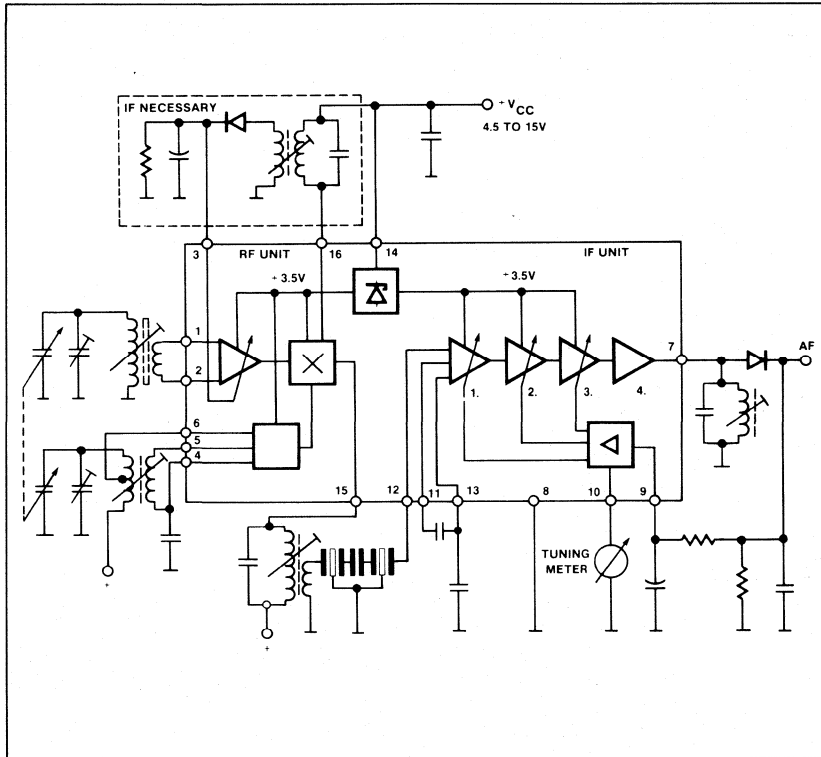 IF NECESSARY
+ V CC
4.5 TO 15V
3
RF UNIT
16
14
IF UNIT
+ 3.5V
+ 3.5V
1
2
7
AF
1.
2.
3.
4.
6
5
4
15
12
11
13
8
10
9
TUNING
METER
+
+